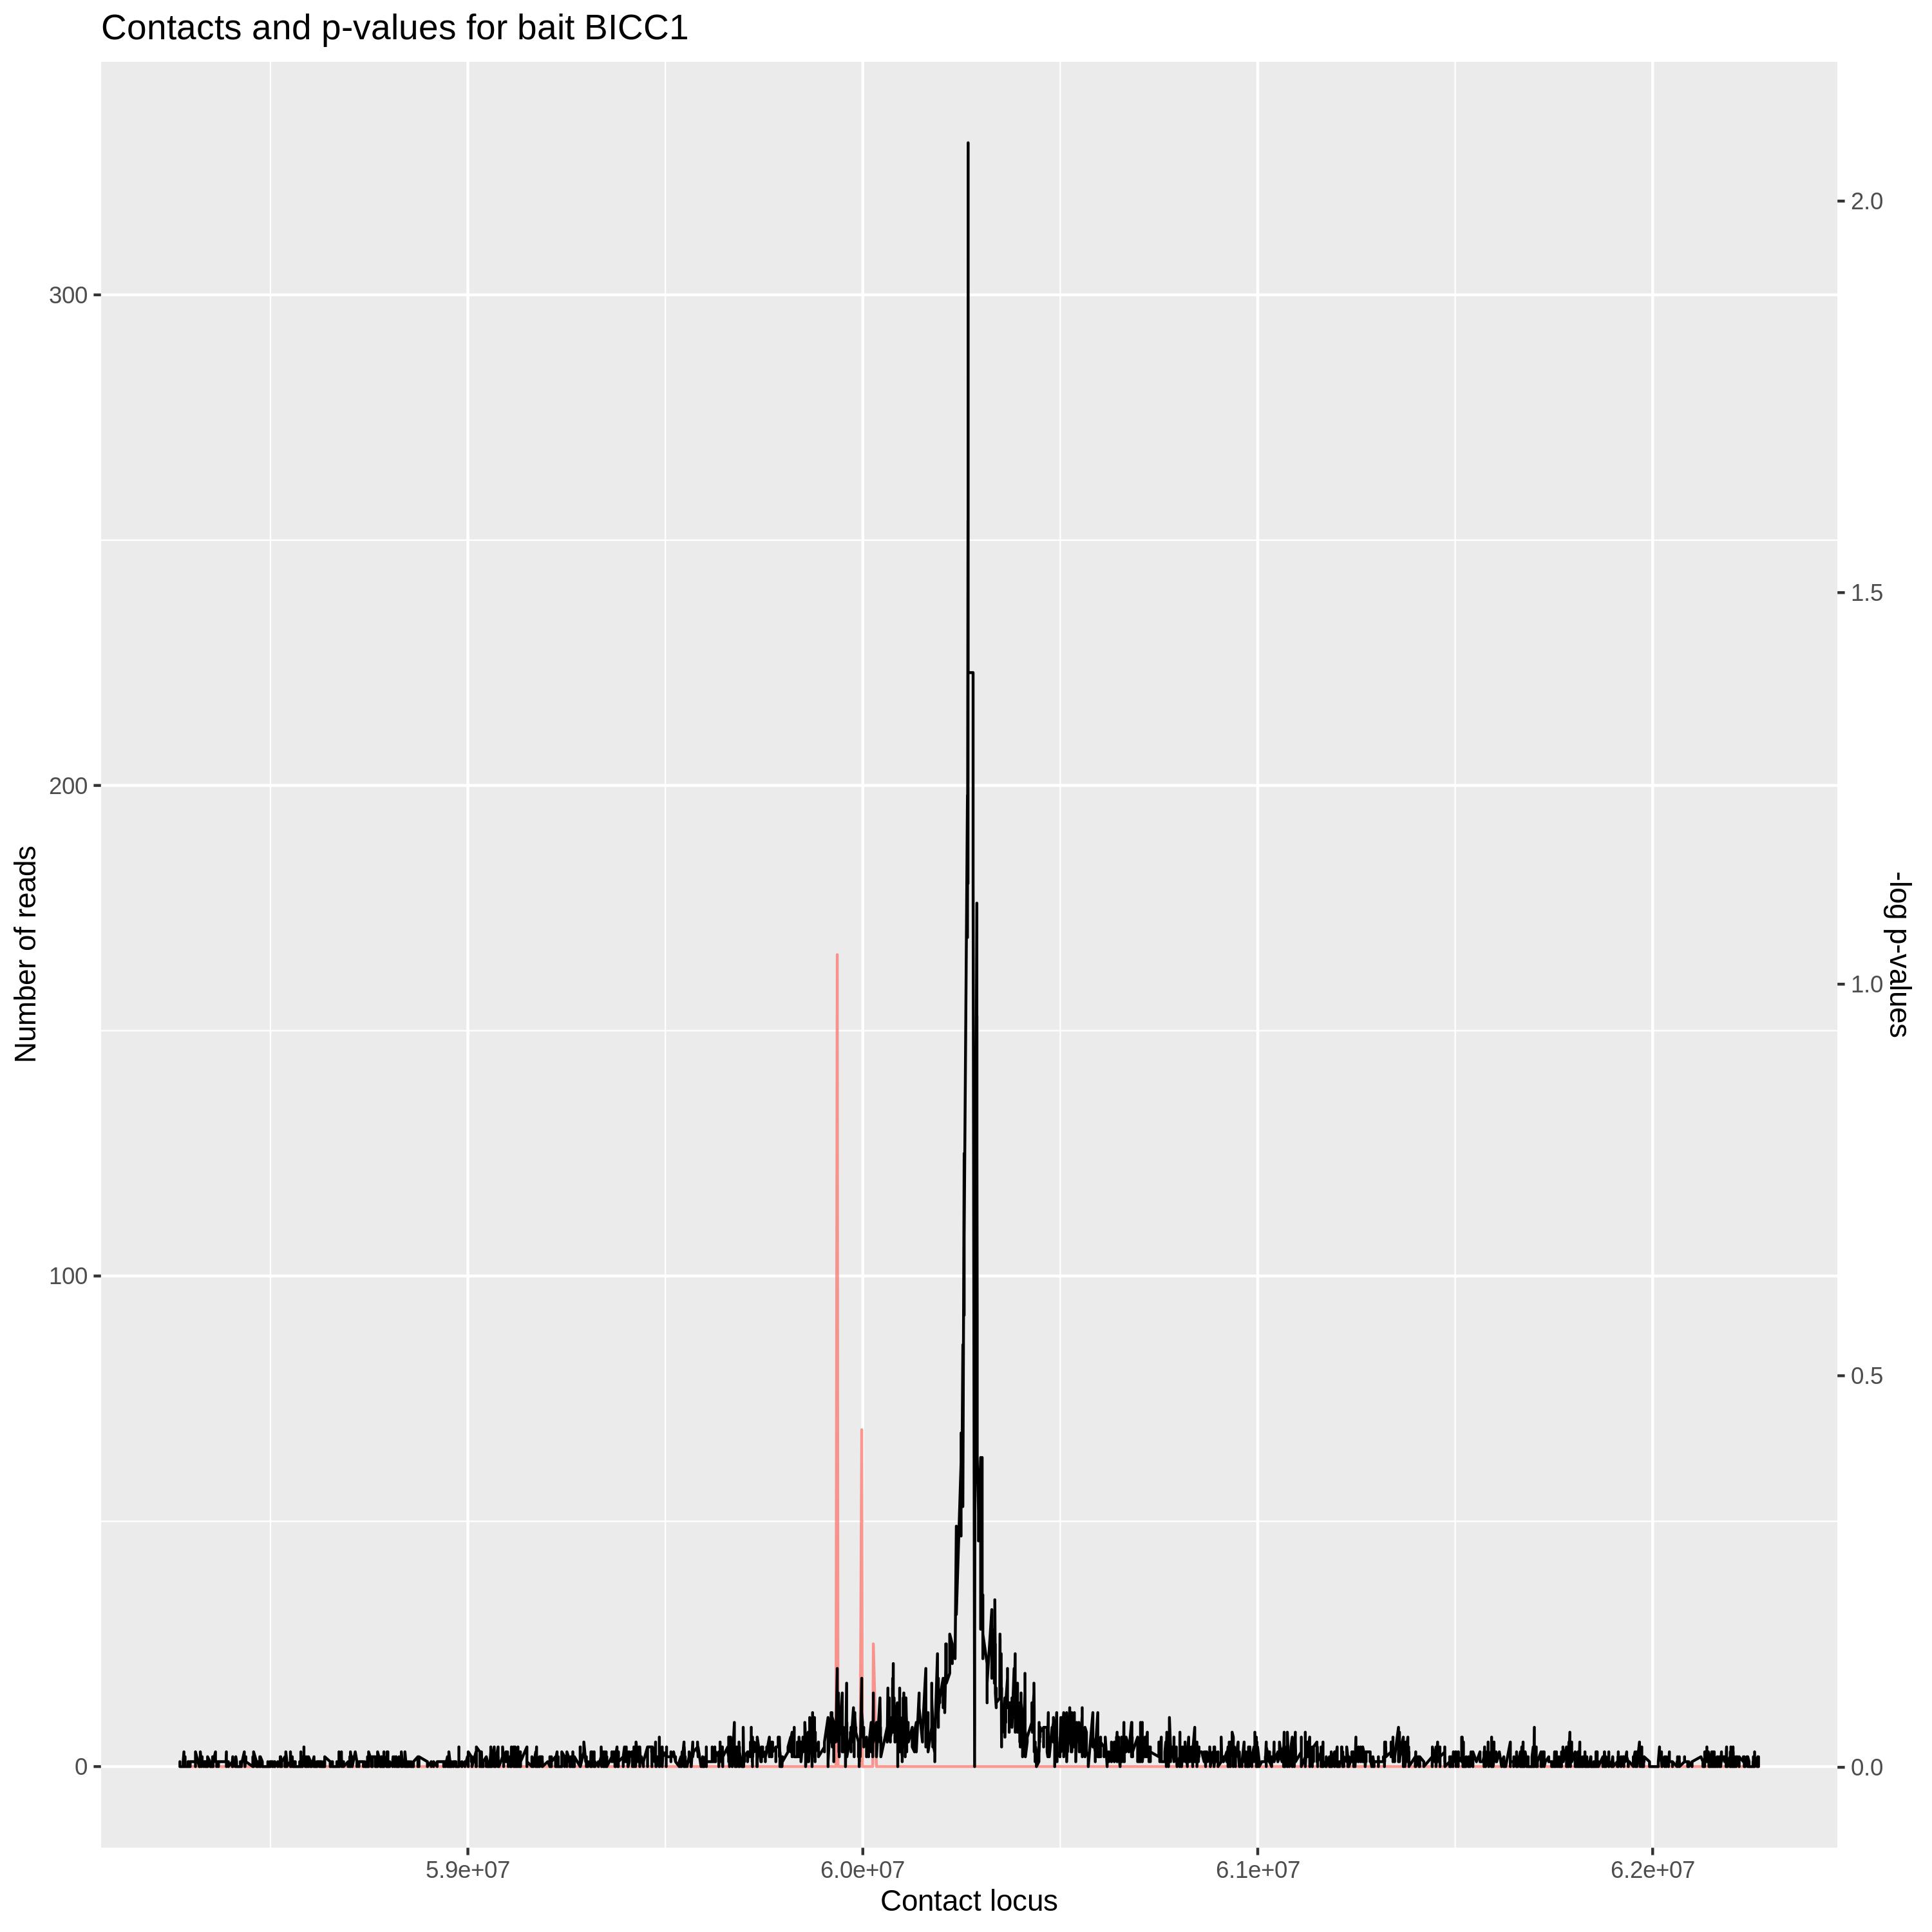 Contacts and p-values for bait BICC1
Number of reads
300
200
100
0
2.0
1.5
1.0
0.5
0.0
-log p-values
5.9e+07
6.0e+07
6.1e+07
6.2e+07
Contact locus